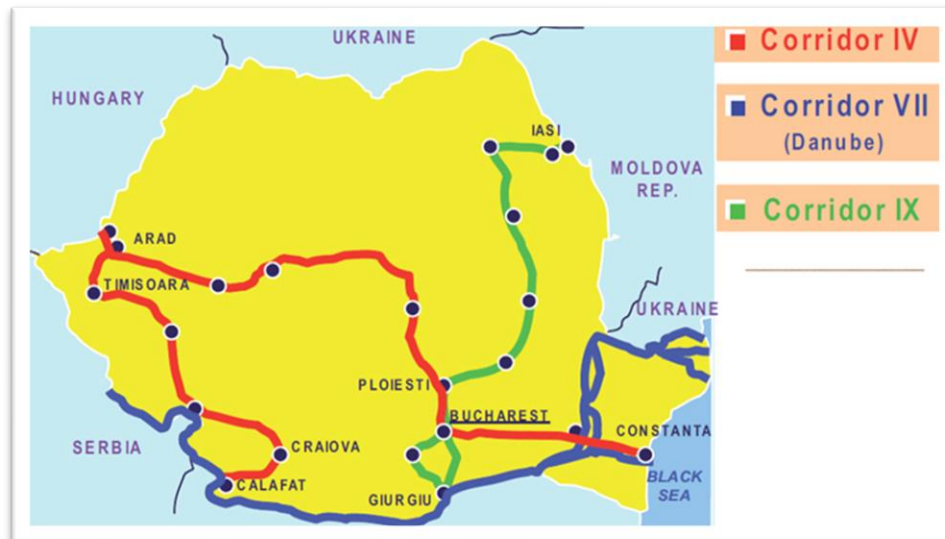 UKRAINE
HUNGARY
IASI
MOLDOVA
REP.
ARAD
TIMISOARA
UKRAINE
PLOIESTI
BUCHAREST
SERBIA
CRAIOVA
CONSTANTA
CALAFAT
GIURGIU
BLACK
SEA
Corridor IV
Corridor VII
(Danube)
Corridor IX